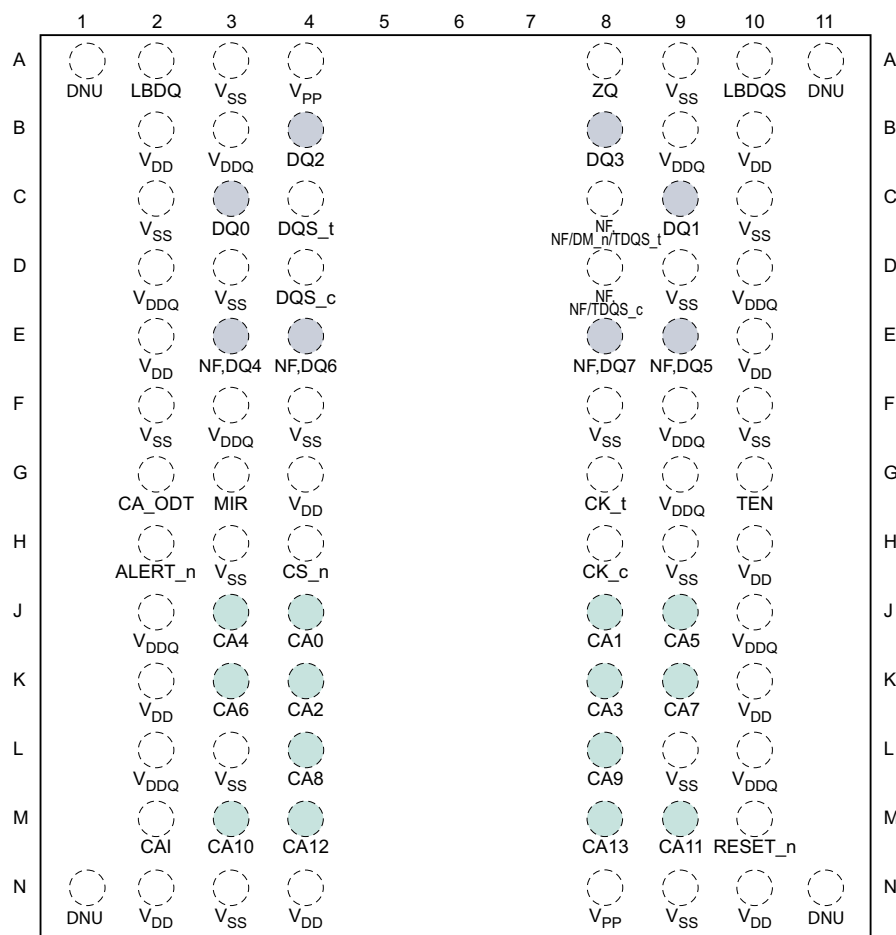 1 2 3 4 5 6 7 8 9 10 11
A A
DNU LBDQ VSS VPP ZQ VSS LBDQS DNU
B B
VDD VDDQ DQ2 DQ3 VDDQ VDD
C C
VSS DQ0 DQS_t NF, DQ1 VSS
NF/DM_n/TDQS_t
D D
VDDQ VSS DQS_c NF, VSS VDDQ
NF/TDQS_c
E E
VDD NF,DQ4 NF,DQ6 NF,DQ7 NF,DQ5 VDD
F F
VSS VDDQ VSS VSS VDDQ VSS
G G
CA_ODT MIR VDD CK_t VDDQ TEN
H H
ALERT_n VSS CS_n CK_c VSS VDD
J J
VDDQ CA4 CA0 CA1 CA5 VDDQ
K K
VDD CA6 CA2 CA3 CA7 VDD
L L
VDDQ VSS CA8 CA9 VSS VDDQ
M M
CAI CA10 CA12 CA13 CA11 RESET_n
N N
DNU VDD VSS VDD VPP VSS VDD DNU